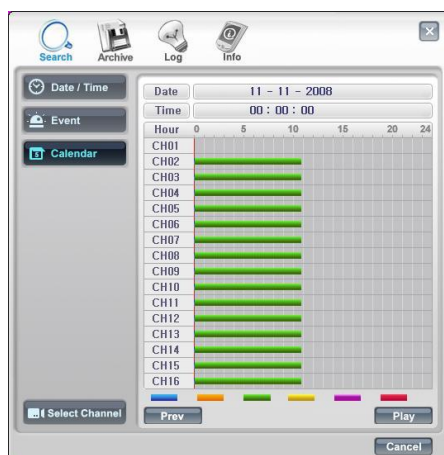 Search Archive Log Info
Date / Time
Event
Calendar
Select Channel
Date 11 - 11 - 2008
Time 00 : 00 : 00
Hour 0 5 10 15 20 24
CH01
CH02
CH03
CH04
CH05
CH06
CH07
CH08
CH09
CH10
CH11
CH12
CH13
CH14
CH15
CH16
Prev Play
Cancel